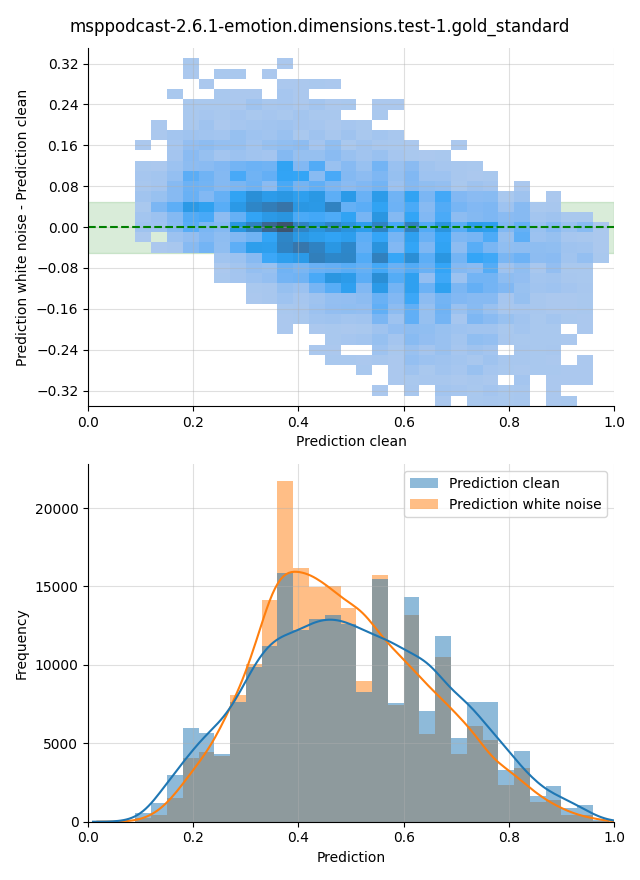 msppodcast-2.6.1-emotion.dimensions.test-1.gold_standard
Prediction white noise - Prediction clean
0.32
0.24
0.16
0.08
0.00
−0.08
−0.16
−0.24
−0.32
0.0 0.2 0.4 0.6 0.8 1.0
Prediction clean
Frequency
20000
15000
10000
5000
0
Prediction clean
Prediction white noise
0.0 0.2 0.4 0.6 0.8 1.0
Prediction